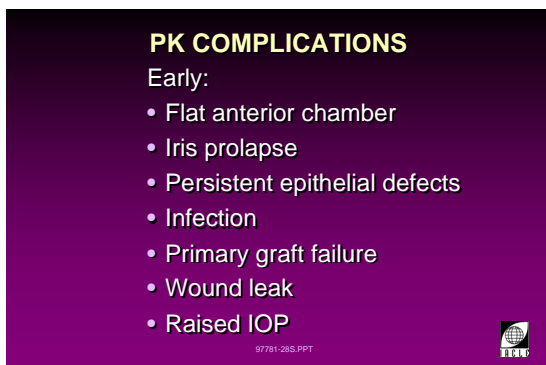 PK COMPLICATIONS
Early:
• Flat anterior chamber
• Iris prolapse
• Persistent epithelial defects
• Infection
• Primary graft failure
• Wound leak
• Raised IOP
97781-28S.PPT
IACLE